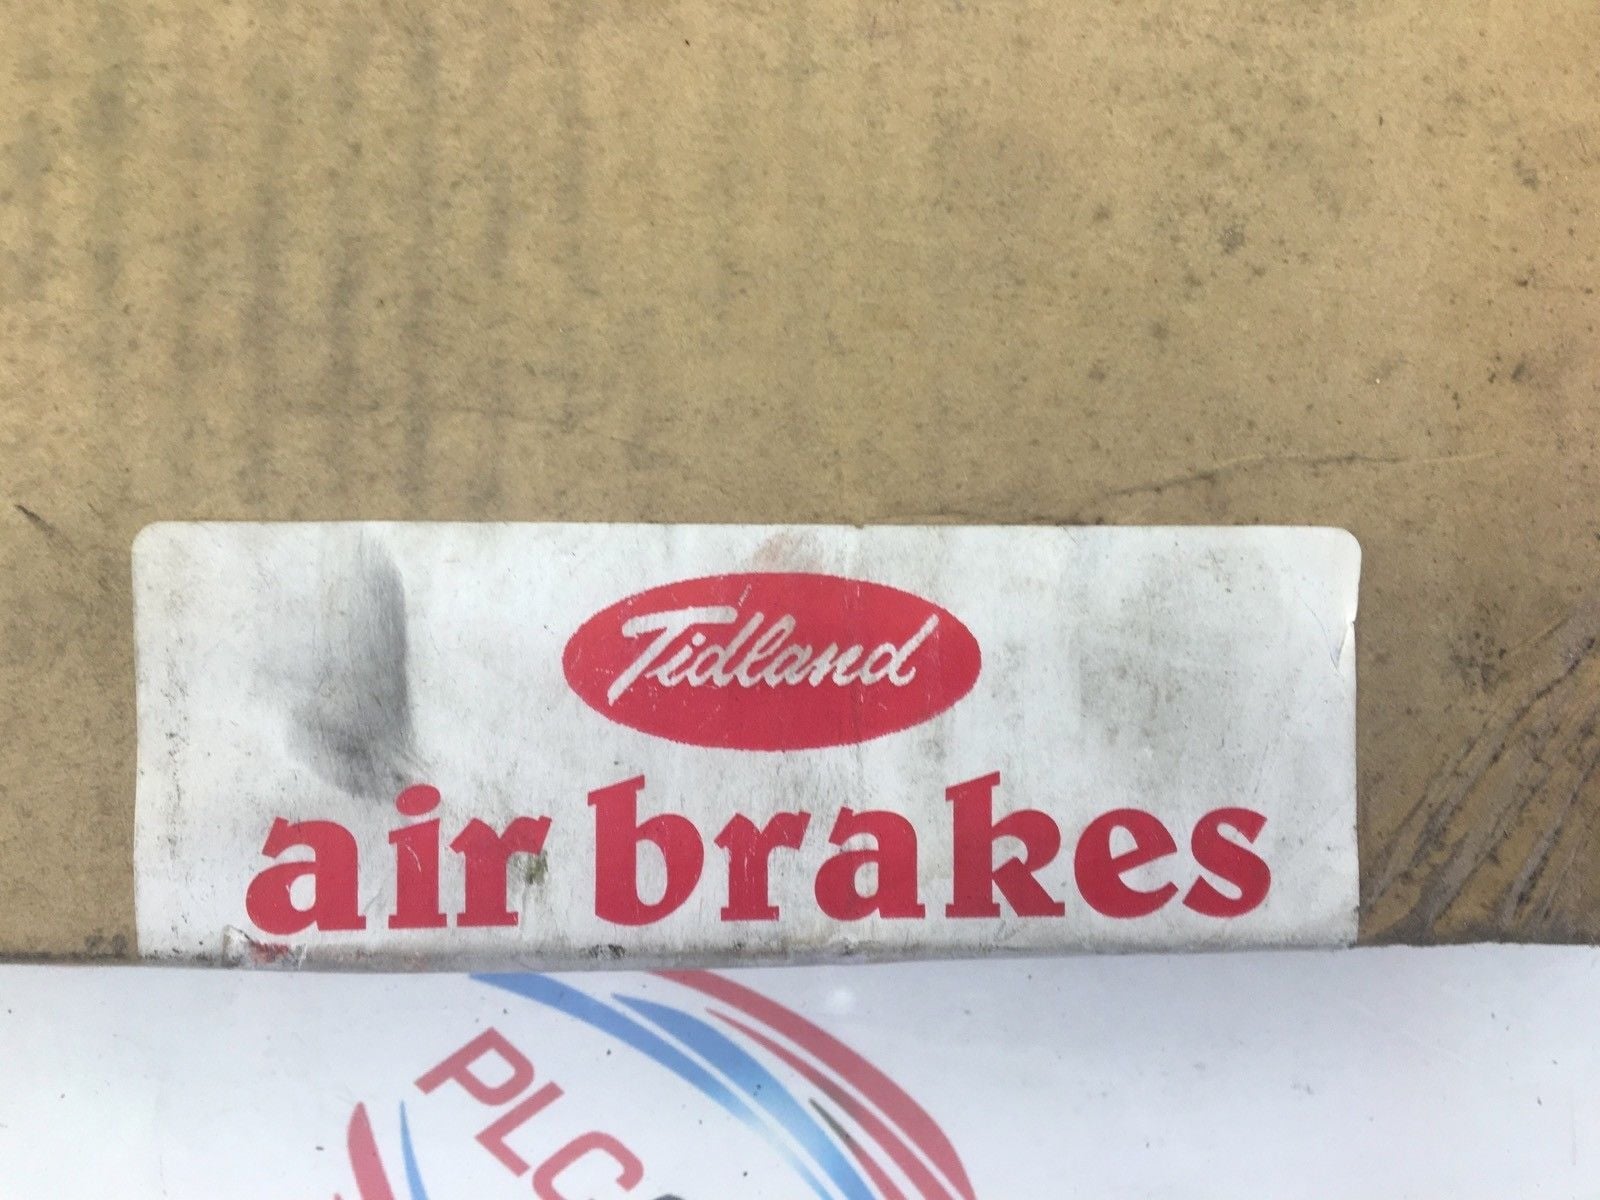 Tidland
air brakes
PLC